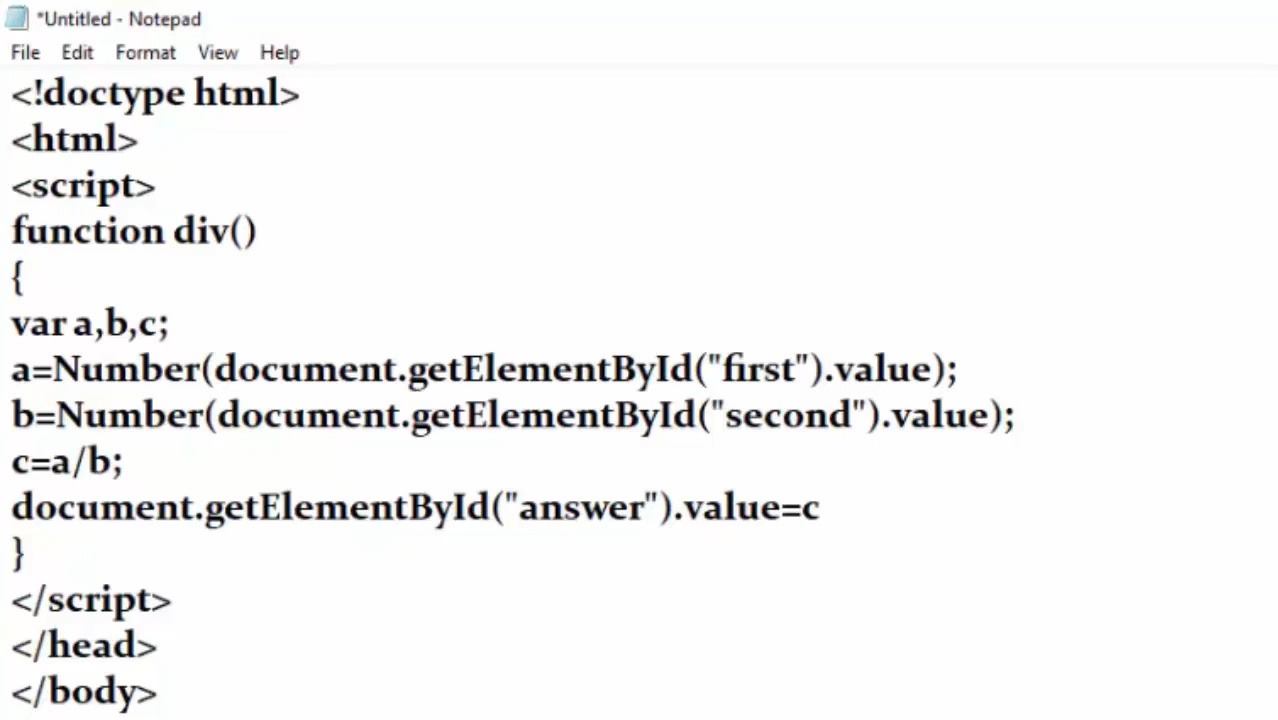 *Untitled - Notepad
File Edit Format View Help
<!doctype html>
<html>
<script>
function div()
{
var a,b,c;
a=Number(document.getElementById("first").value);
b=Number(document.getElementById("second").value);
c=a/b;
document.getElementById("answer").value=c
}
</script>
</head>
</body>